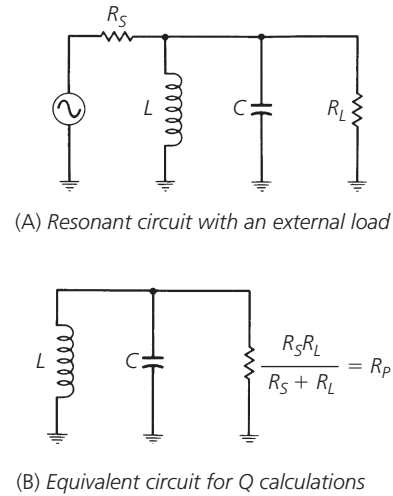 R_S
L
C
R_L
(A) Resonant circuit with an external load
L
C
R_S R_L / R_S + R_L = R_P
(B) Equivalent circuit for Q calculations